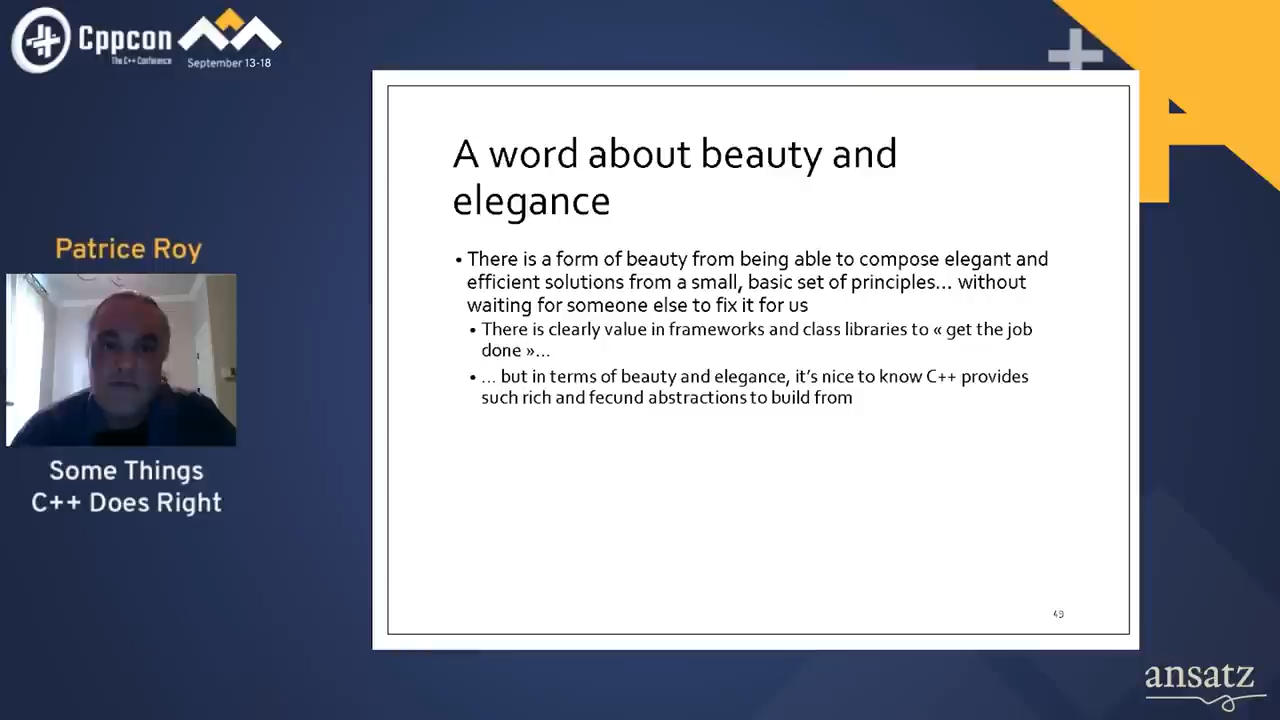 Cppcon
The C++ Conference
September 13-18
A word about beauty and
elegance
Patrice Roy
• There is a form of beauty from being able to compose elegant and
efficient solutions from a small, basic set of principles… without
waiting for someone else to fix it for us
• There is clearly value in frameworks and class libraries to « get the job
done »…
• … but in terms of beauty and elegance, it's nice to know C++ provides
such rich and fecund abstractions to build from
Some Things
C++ Does Right
49
ansatz